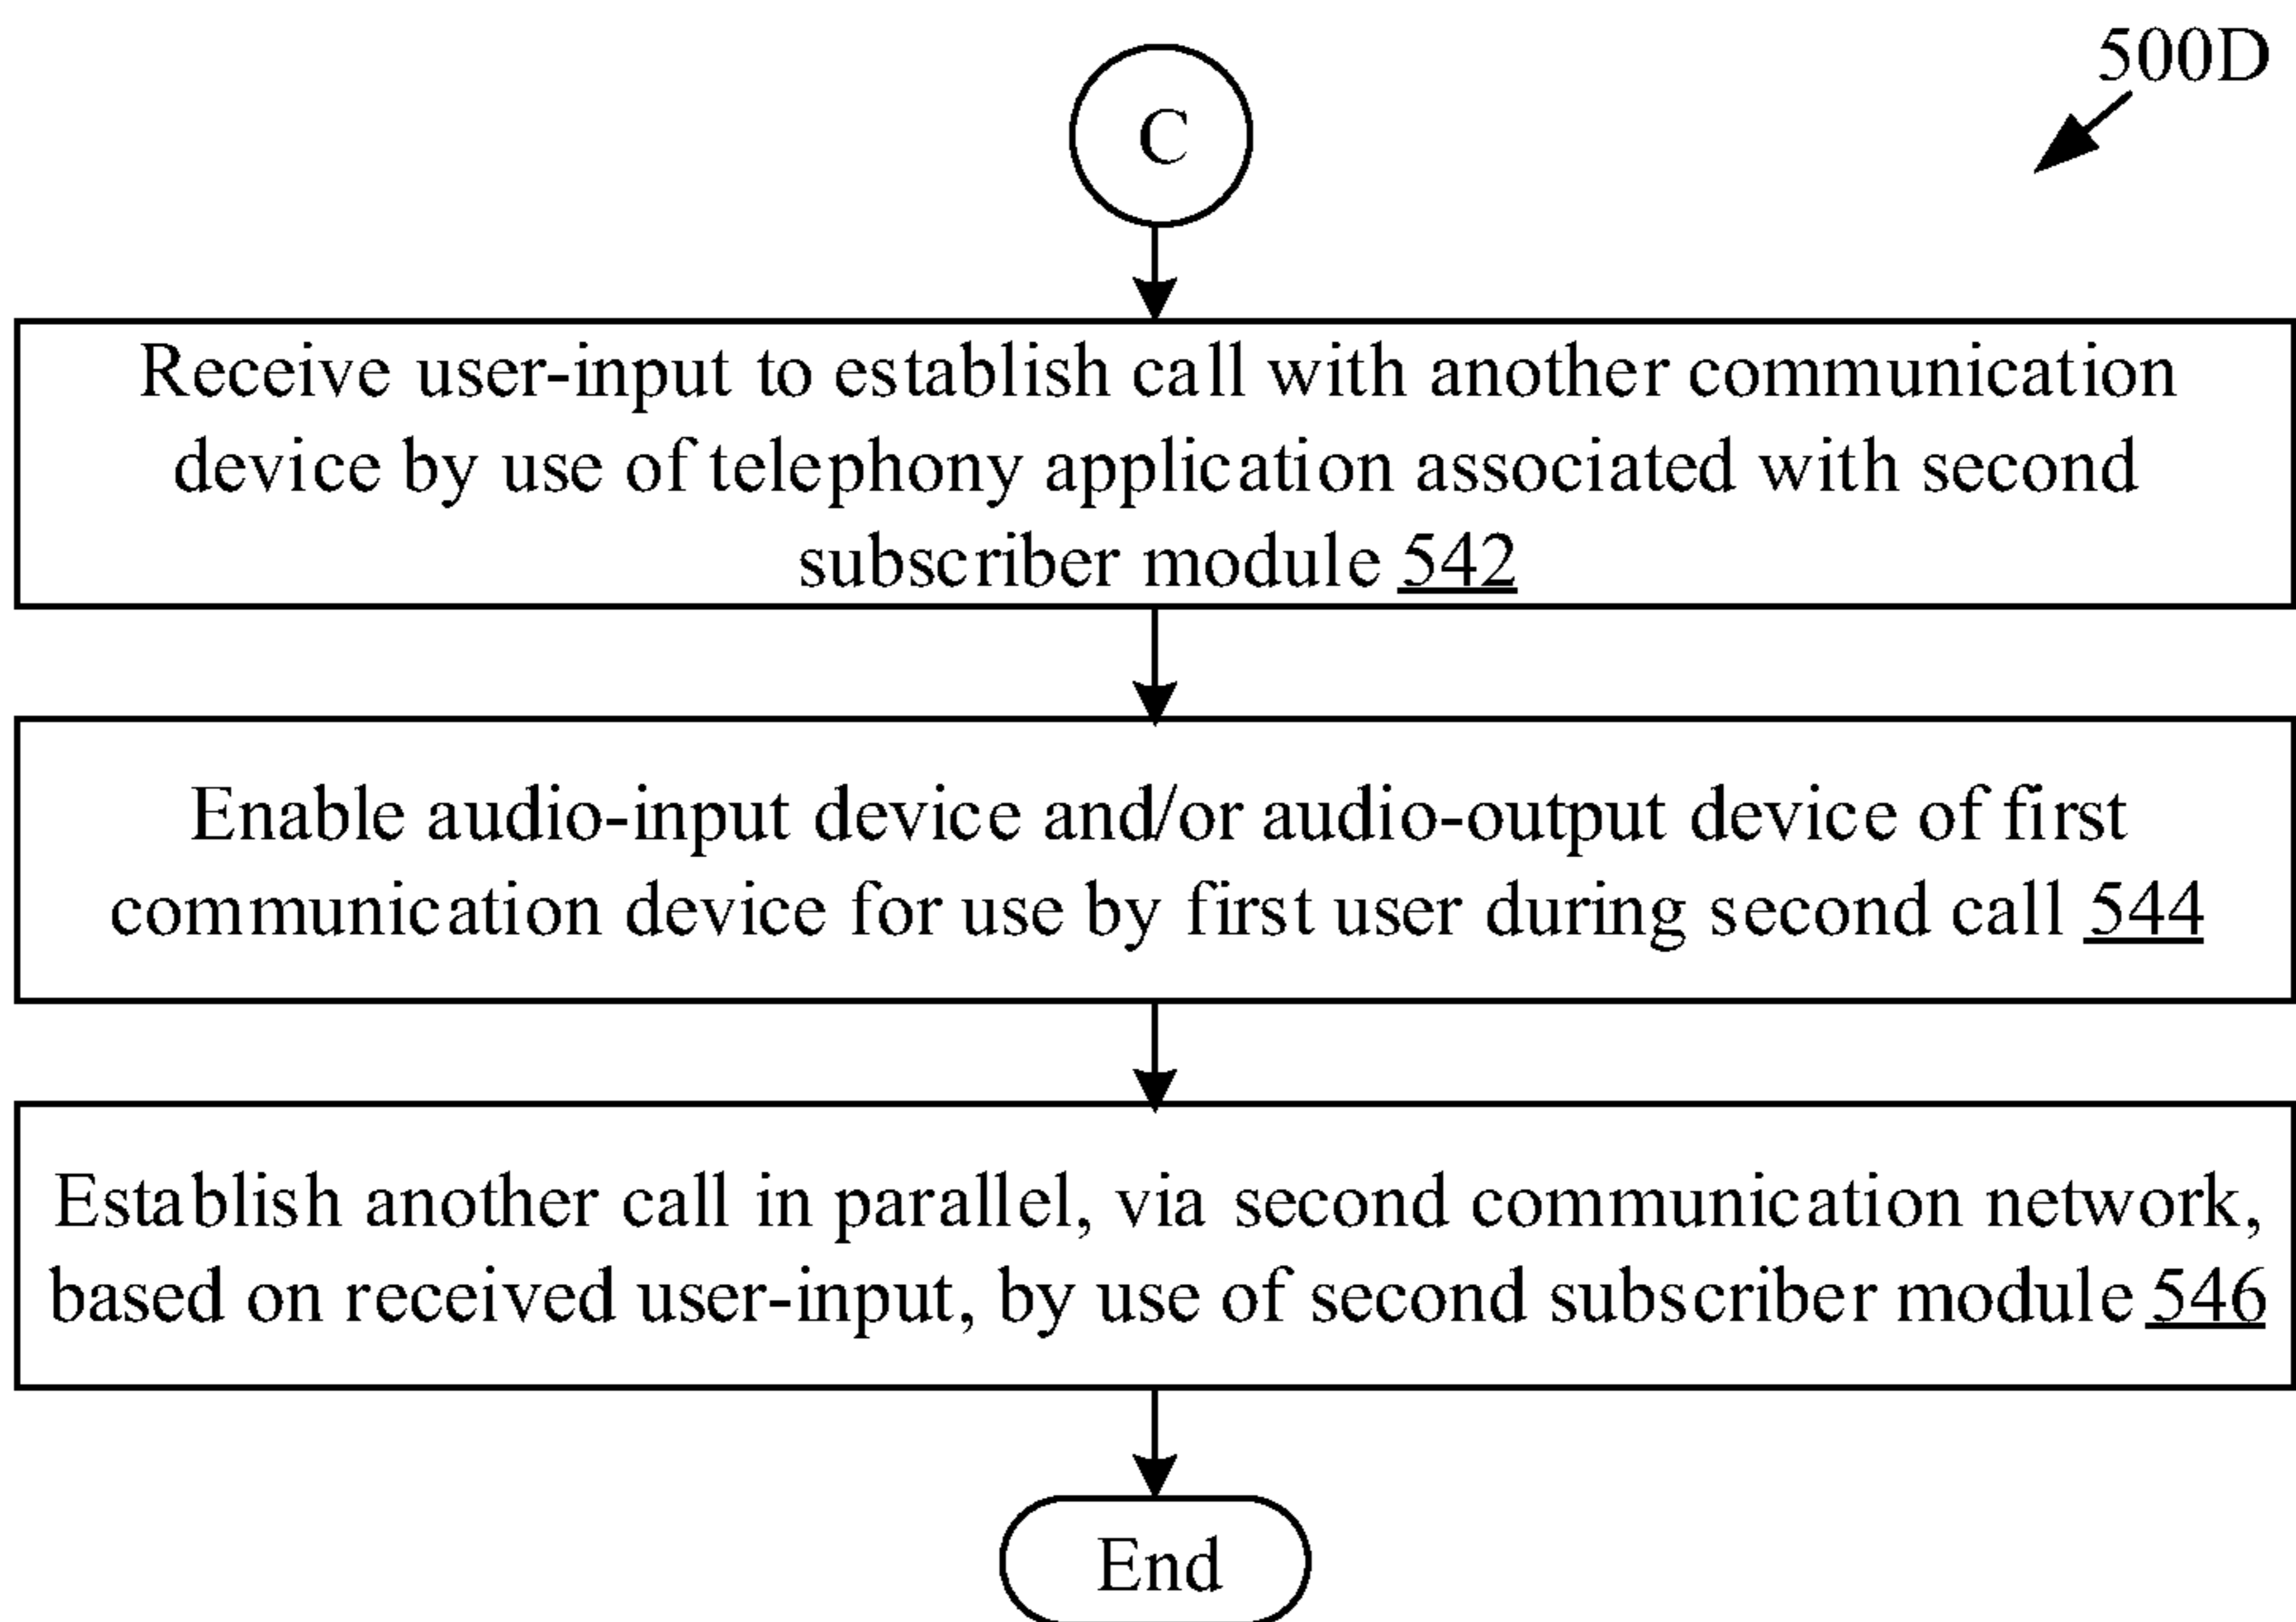 500D
C
Receive user-input to establish call with another communication
device by use of telephony application associated with second
subscriber module 542
Enable audio-input device and/or audio-output device of first
communication device for use by first user during second call 544
Establish another call in parallel, via second communication network,
based on received user-input, by use of second subscriber module 546
End